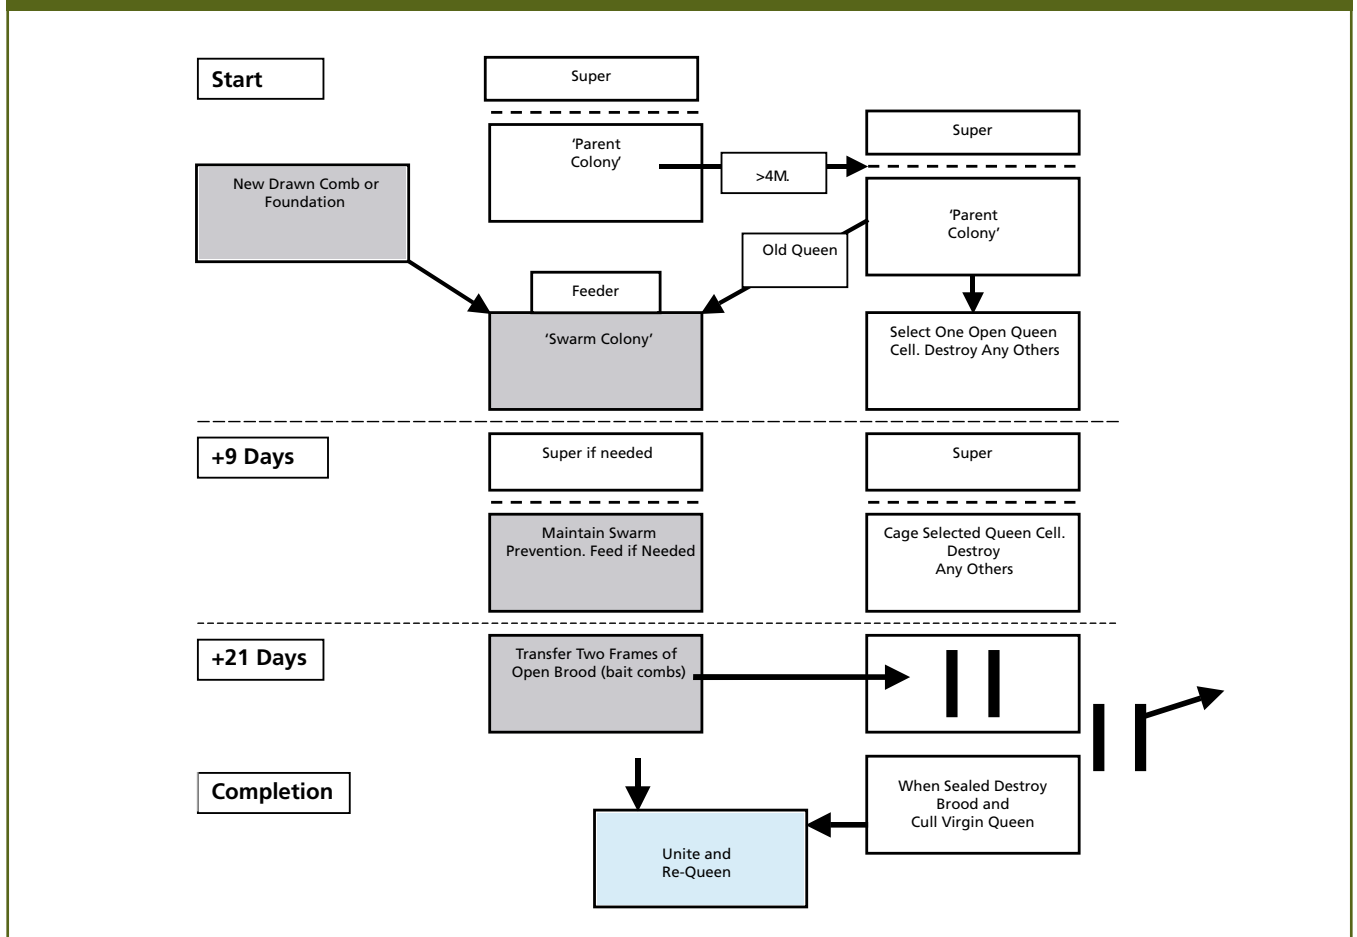 Start
Super
'Parent
Colony'
>4M.
Super
New Drawn Comb or
Foundation
'Parent
Colony'
Old Queen
Feeder
'Swarm Colony'
Select One Open Queen
Cell. Destroy Any Others
+9 Days
Super if needed
Super
Maintain Swarm
Prevention. Feed if Needed
Cage Selected Queen Cell.
Destroy
Any Others
+21 Days
Transfer Two Frames of
Open Brood (bait combs)
Completion
When Sealed Destroy
Brood and
Cull Virgin Queen
Unite and
Re-Queen